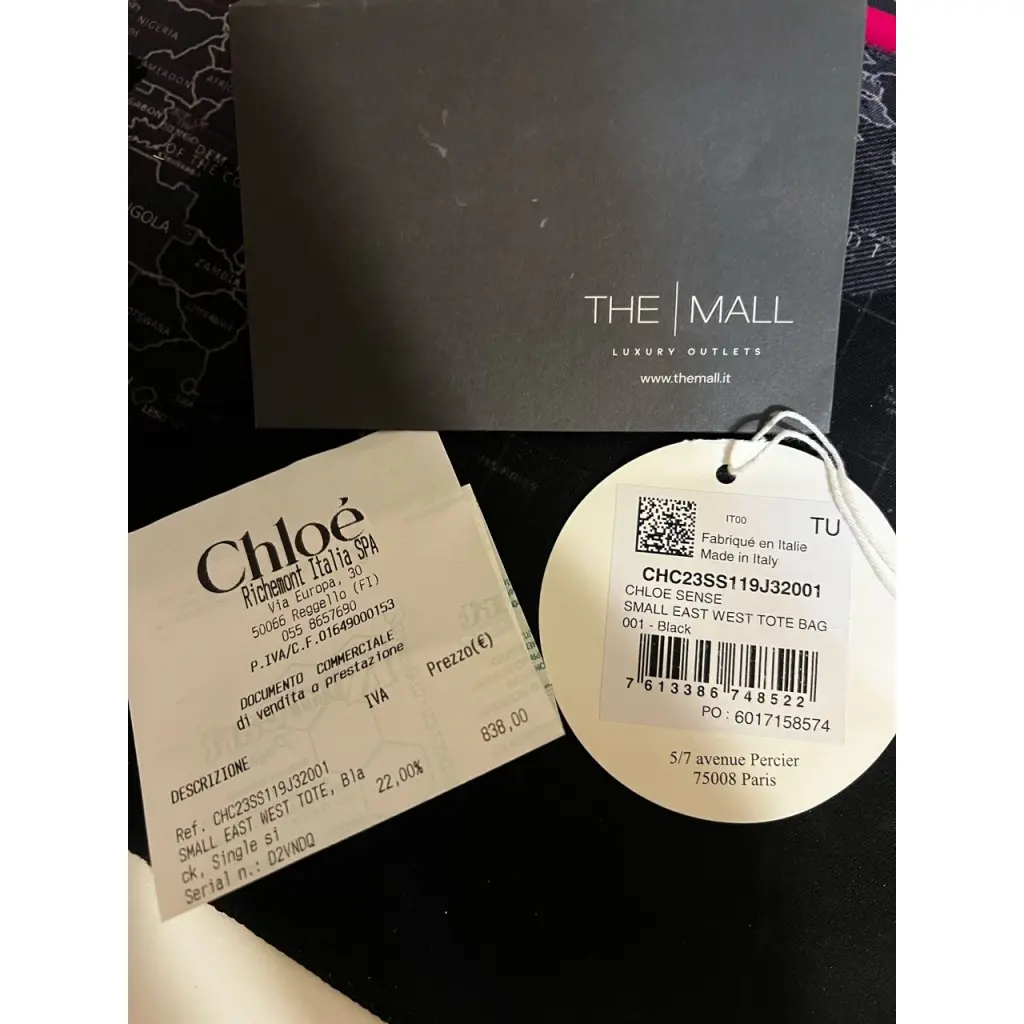 NIGERIA
ANGOLA
ZAMBIA
THE | MALL
LUXURY OUTLETS
www.themall.it
Chloé
Richemont Italia SPA
Via Europa, 30
50066 Reggello (FI)
055 8657690
P.IVA/C.F.01649000153
DOCUMENTO COMMERCIALE
di vendita o prestazione
DESCRIZIONE IVA Prezzo(€)
Ref. CHC23SS119J32001
SMALL EAST WEST TOTE, Bla 22,00% 838,00
ck, Single si
Serial n.: D2VNDQ
IT00 TU
Fabriqué en Italie
Made in Italy
CHC23SS119J32001
CHLOE SENSE
SMALL EAST WEST TOTE BAG
001 - Black
7 613386 748522
PO : 6017158574
5/7 avenue Percier
75008 Paris